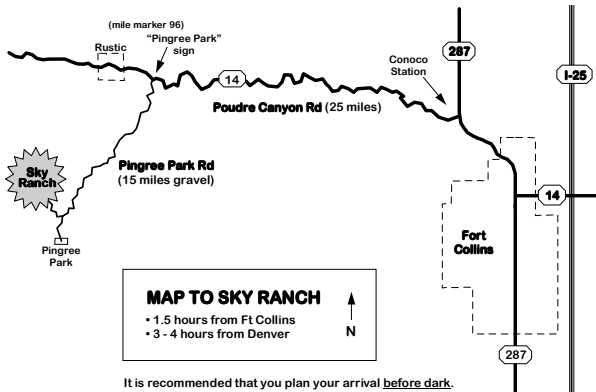 (mile marker 96)
"Pingree Park"
sign
Rustic
14
Poudre Canyon Rd (25 miles)
Conoco
Station
287
I-25
Pingree Park Rd
(15 miles gravel)
Sky
Ranch
Pingree
Park
14
Fort
Collins
287
MAP TO SKY RANCH
• 1.5 hours from Ft Collins
• 3 - 4 hours from Denver
N
It is recommended that you plan your arrival before dark.